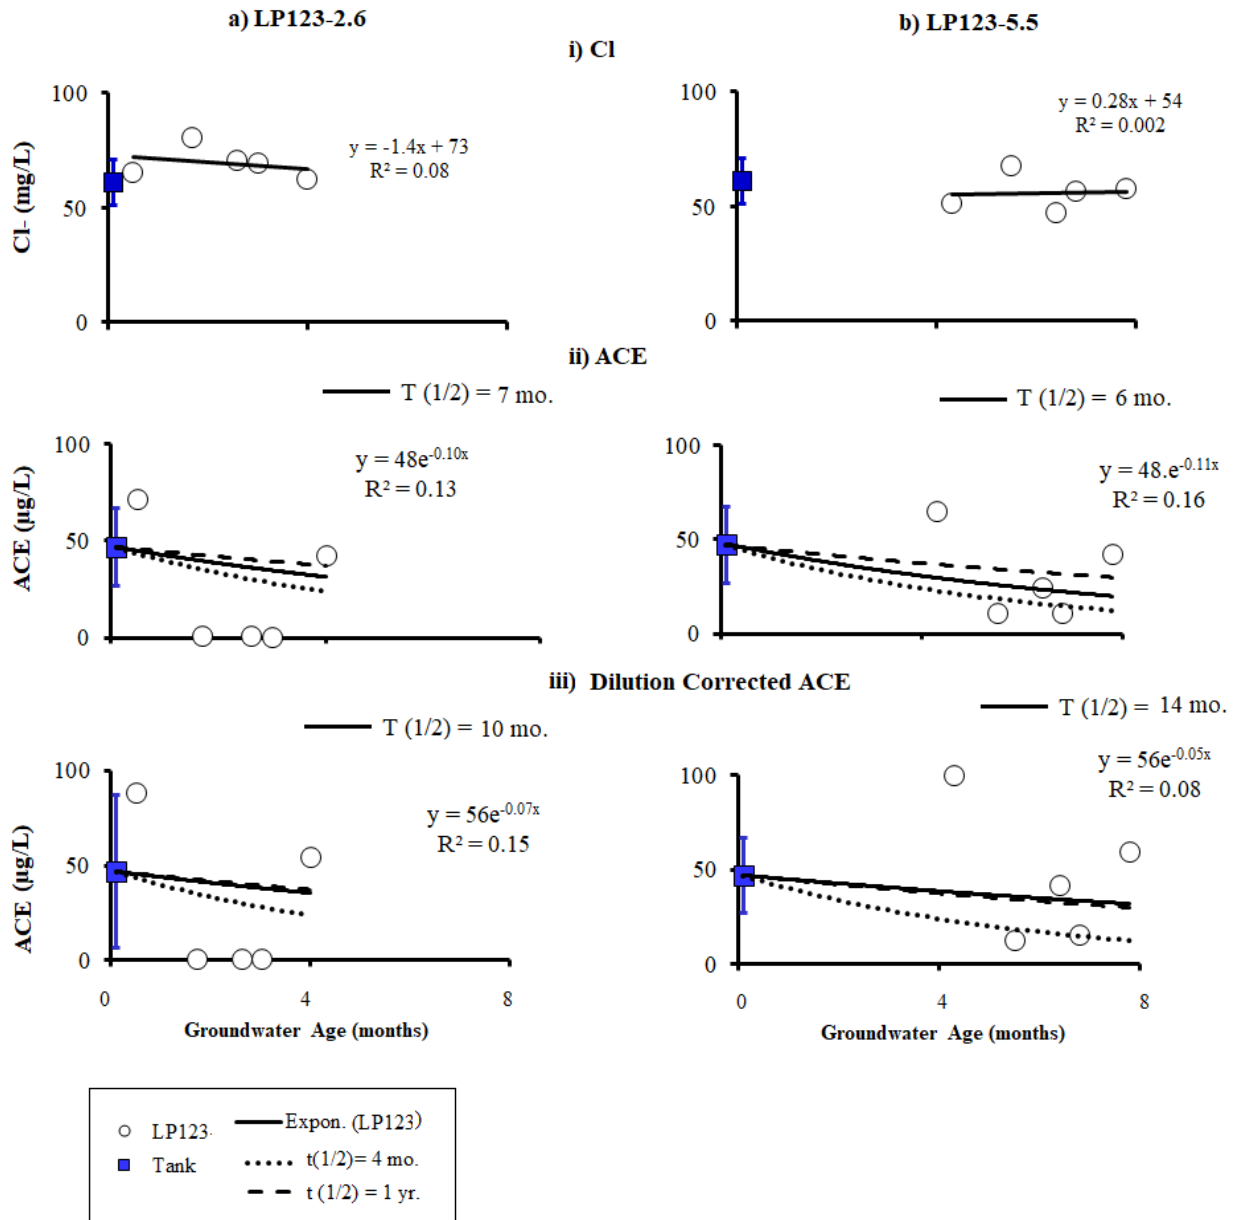 a) LP123-2.6
b) LP123-5.5
i) Cl
Cl- (mg/L)
100
50
0
y = -1.4x + 73
R² = 0.08
100
50
0
y = 0.28x + 54
R² = 0.002
ii) ACE
T (1/2) = 7 mo.
T (1/2) = 6 mo.
ACE (µg/L)
100
50
0
y = 48e^-0.10x
R² = 0.13
100
50
0
y = 48.e^-0.11x
R² = 0.16
iii) Dilution Corrected ACE
T (1/2) = 10 mo.
T (1/2) = 14 mo.
ACE (µg/L)
100
50
0
y = 56e^-0.07x
R² = 0.15
100
50
0
y = 56e^-0.05x
R² = 0.08
0 4 8
Groundwater Age (months)
0 4 8
Groundwater Age (months)
LP123- Expon. (LP123)
Tank t(1/2)= 4 mo.
t (1/2) = 1 yr.